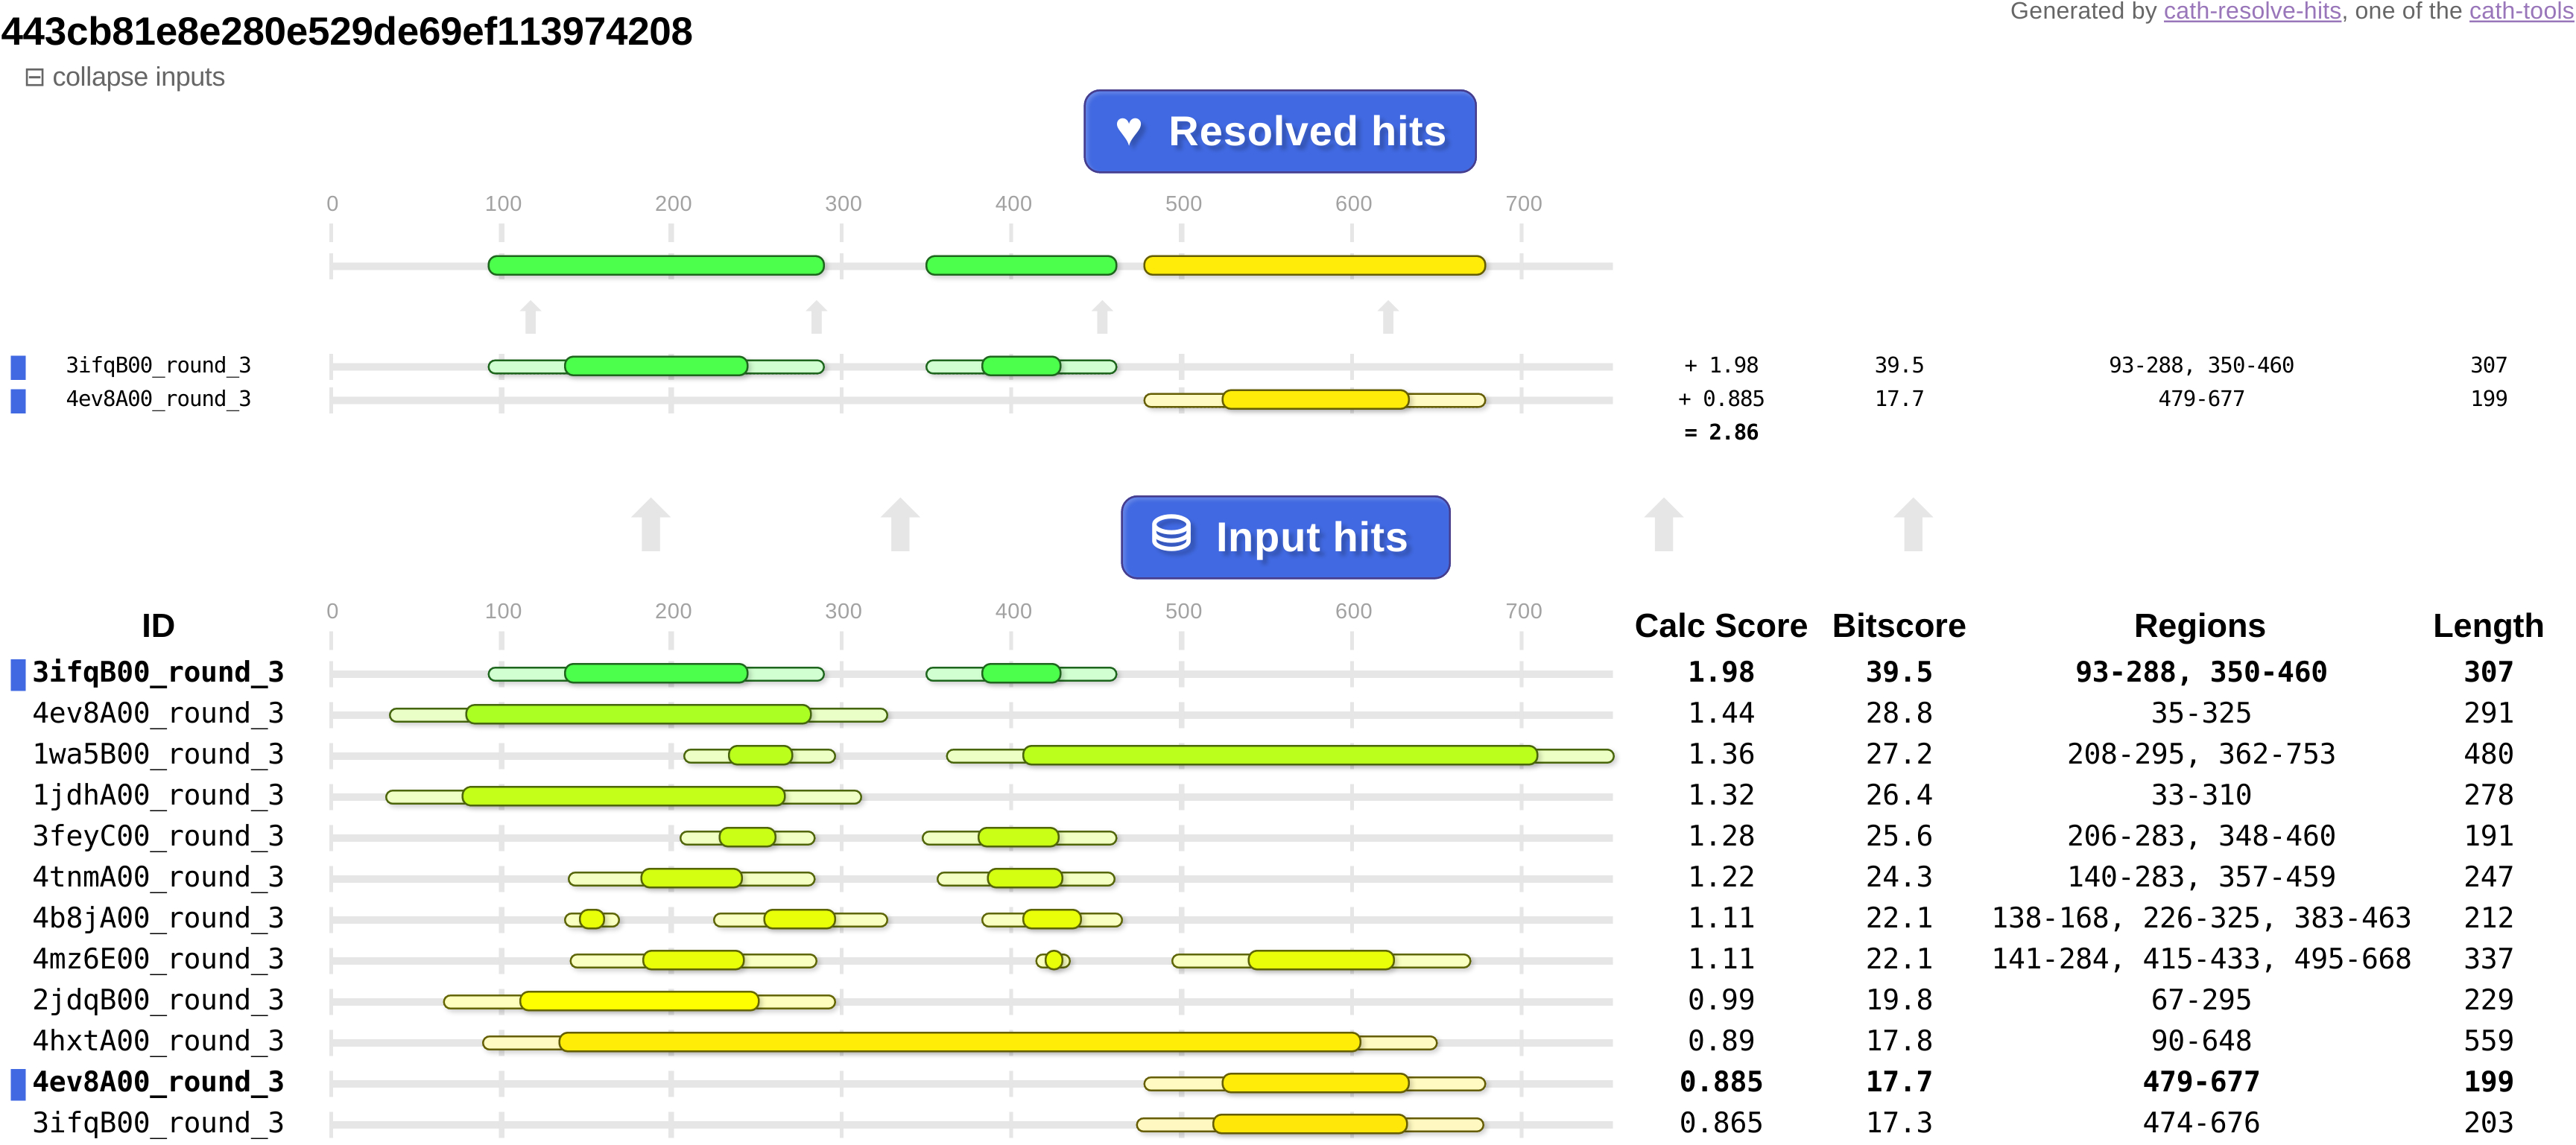 Generated by cath-resolve-hits, one of the cath-tools
443cb81e8e280e529de69ef113974208
⊟ collapse inputs
♥ Resolved hits
0 100 200 300 400 500 600 700
3ifqB00_round_3 + 1.98 39.5 93-288, 350-460 307
4ev8A00_round_3 + 0.885 17.7 479-677 199
= 2.86
Input hits
0 100 200 300 400 500 600 700
ID Calc Score Bitscore Regions Length
3ifqB00_round_3 1.98 39.5 93-288, 350-460 307
4ev8A00_round_3 1.44 28.8 35-325 291
1wa5B00_round_3 1.36 27.2 208-295, 362-753 480
1jdhA00_round_3 1.32 26.4 33-310 278
3feyC00_round_3 1.28 25.6 206-283, 348-460 191
4tnmA00_round_3 1.22 24.3 140-283, 357-459 247
4b8jA00_round_3 1.11 22.1 138-168, 226-325, 383-463 212
4mz6E00_round_3 1.11 22.1 141-284, 415-433, 495-668 337
2jdqB00_round_3 0.99 19.8 67-295 229
4hxtA00_round_3 0.89 17.8 90-648 559
4ev8A00_round_3 0.885 17.7 479-677 199
3ifqB00_round_3 0.865 17.3 474-676 203